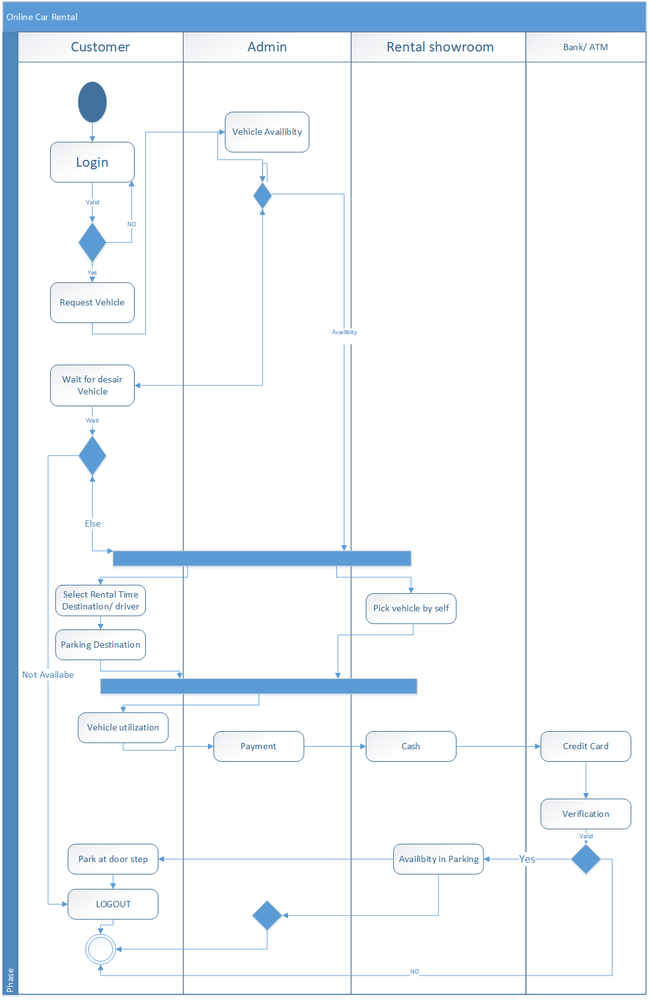 Online Car Rental
Customer
Admin
Rental showroom
Bank/ ATM
Vehicle Availibity
Login
Valid
NO
Yes
Request Vehicle
Availibity
Wait for desair
Vehicle
Wait
Else
Select Rental Time
Destination/ driver
Pick vehicle by self
Parking Destination
Not Availabe
Vehicle utilization
Payment
Cash
Credit Card
Verification
Valid
Park at door step
Availibity in Parking
Yes
LOGOUT
NO
Phase